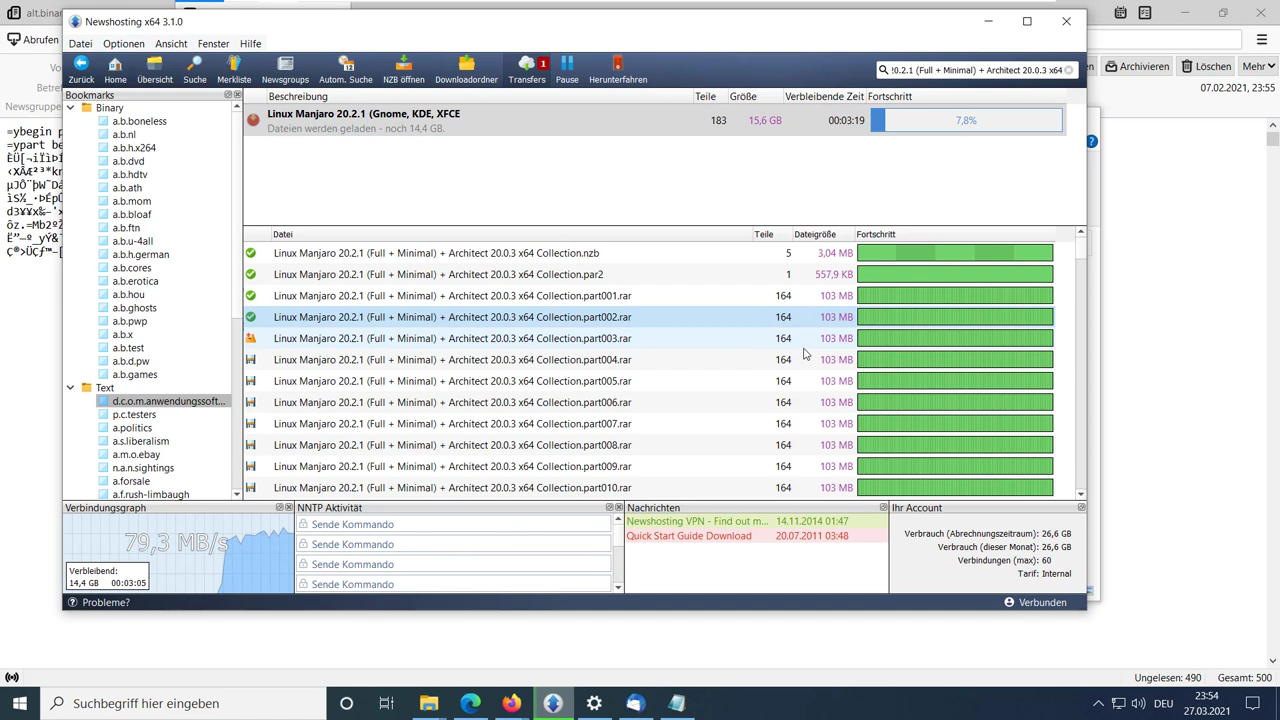 alt.binar
Newshosting x64 3.1.0
Abrufen
Archivieren
Löschen
Mehr
Datei Optionen Ansicht Fenster Hilfe
07.02.2021, 23:55
Newsgroups
Zurück Home Übersicht Suche Merkliste Newsgroups Autom. Suche NZB öffnen Downloadordner Transfers 1 Pause Herunterfahren
!0.2.1 (Full + Minimal) + Architect 20.0.3 x64
Bookmarks
Binary
a.b.boneless
a.b.nl
a.b.h.x264
a.b.dvd
a.b.hdtv
a.b.ath
a.b.mom
a.b.bloaf
a.b.ftn
a.b.u-4all
a.b.h.german
a.b.cores
a.b.erotica
a.b.hou
a.b.ghosts
a.b.pwp
a.b.x
a.b.test
a.b.d.pw
a.b.games
Text
d.c.o.m.anwendungssoft...
p.c.testers
a.politics
a.s.liberalism
a.m.o.ebay
n.a.n.sightings
a.forsale
a.f.rush-limbaugh
Beschreibung Teile Größe Verbleibende Zeit Fortschritt
Linux Manjaro 20.2.1 (Gnome, KDE, XFCE 183 15,6 GB 00:03:19 7,8%
Dateien werden geladen - noch 14,4 GB.
Datei Teile Dateigröße Fortschritt
Linux Manjaro 20.2.1 (Full + Minimal) + Architect 20.0.3 x64 Collection.nzb 5 3,04 MB
Linux Manjaro 20.2.1 (Full + Minimal) + Architect 20.0.3 x64 Collection.par2 1 557,9 KB
Linux Manjaro 20.2.1 (Full + Minimal) + Architect 20.0.3 x64 Collection.part001.rar 164 103 MB
Linux Manjaro 20.2.1 (Full + Minimal) + Architect 20.0.3 x64 Collection.part002.rar 164 103 MB
Linux Manjaro 20.2.1 (Full + Minimal) + Architect 20.0.3 x64 Collection.part003.rar 164 103 MB
Linux Manjaro 20.2.1 (Full + Minimal) + Architect 20.0.3 x64 Collection.part004.rar 164 103 MB
Linux Manjaro 20.2.1 (Full + Minimal) + Architect 20.0.3 x64 Collection.part005.rar 164 103 MB
Linux Manjaro 20.2.1 (Full + Minimal) + Architect 20.0.3 x64 Collection.part006.rar 164 103 MB
Linux Manjaro 20.2.1 (Full + Minimal) + Architect 20.0.3 x64 Collection.part007.rar 164 103 MB
Linux Manjaro 20.2.1 (Full + Minimal) + Architect 20.0.3 x64 Collection.part008.rar 164 103 MB
Linux Manjaro 20.2.1 (Full + Minimal) + Architect 20.0.3 x64 Collection.part009.rar 164 103 MB
Linux Manjaro 20.2.1 (Full + Minimal) + Architect 20.0.3 x64 Collection.part010.rar 164 103 MB
Verbindungsgraph
79,3 MB/s
Verbleibend:
14,4 GB 00:03:05
NNTP Aktivität
Sende Kommando
Sende Kommando
Sende Kommando
Sende Kommando
Nachrichten
Newshosting VPN - Find out m... 14.11.2014 01:47
Quick Start Guide Download 20.07.2011 03:48
Ihr Account
Verbrauch (Abrechnungszeitraum): 26,6 GB
Verbrauch (dieser Monat): 26,6 GB
Verbindungen (max): 60
Tarif: Internal
Probleme?
Verbunden
Ungelesen: 490 Gesamt: 500
Suchbegriff hier eingeben
DEU
23:54
27.03.2021